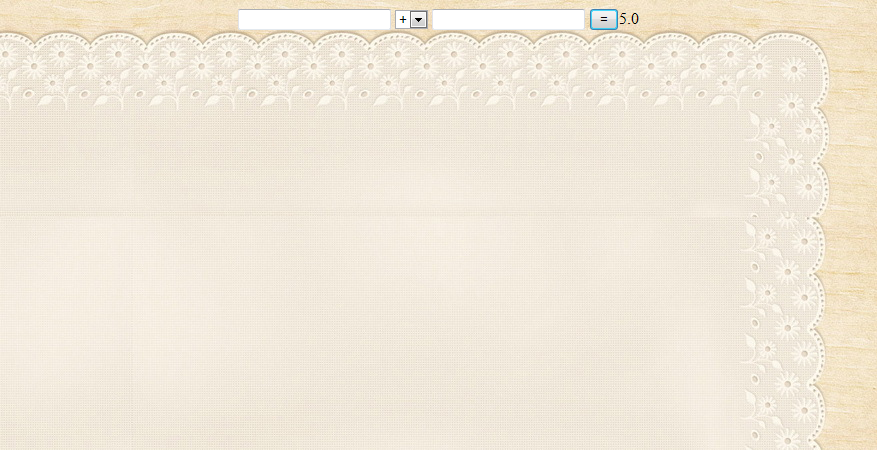 + = 5.0